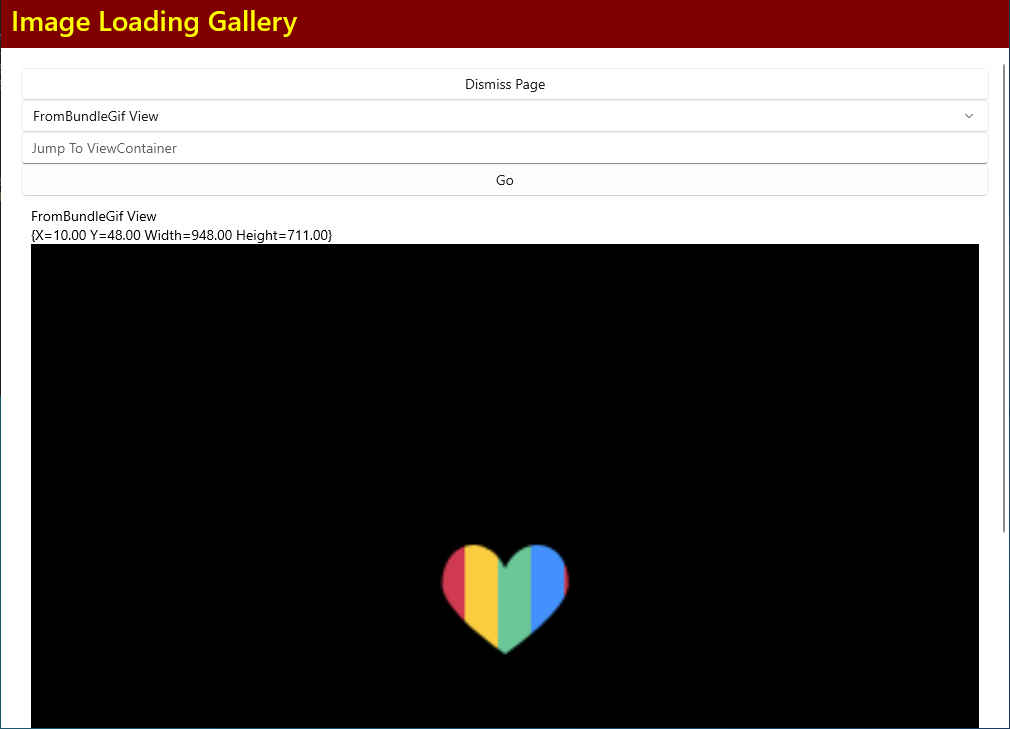 Image Loading Gallery
Dismiss Page
FromBundleGif View
Jump To ViewContainer
Go
FromBundleGif View
{X=10.00 Y=48.00 Width=948.00 Height=711.00}